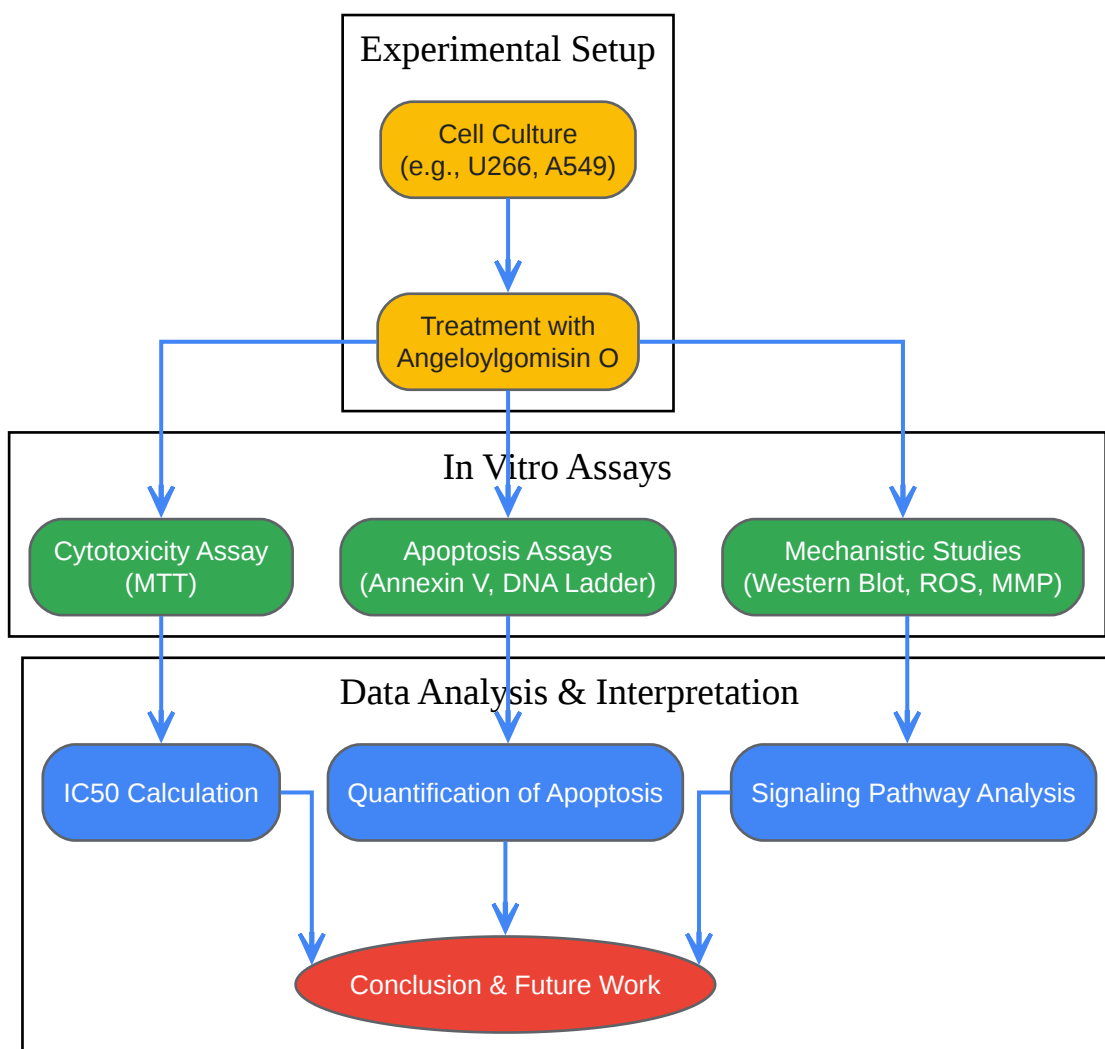 Experimental Setup
Cell Culture
(e.g., U266, A549)
Treatment with
Angeloylgomisin O
In Vitro Assays
Cytotoxicity Assay
(MTT)
Apoptosis Assays
(Annexin V, DNA Ladder)
Mechanistic Studies
(Western Blot, ROS, MMP)
Data Analysis & Interpretation
IC50 Calculation
Quantification of Apoptosis
Signaling Pathway Analysis
Conclusion & Future Work